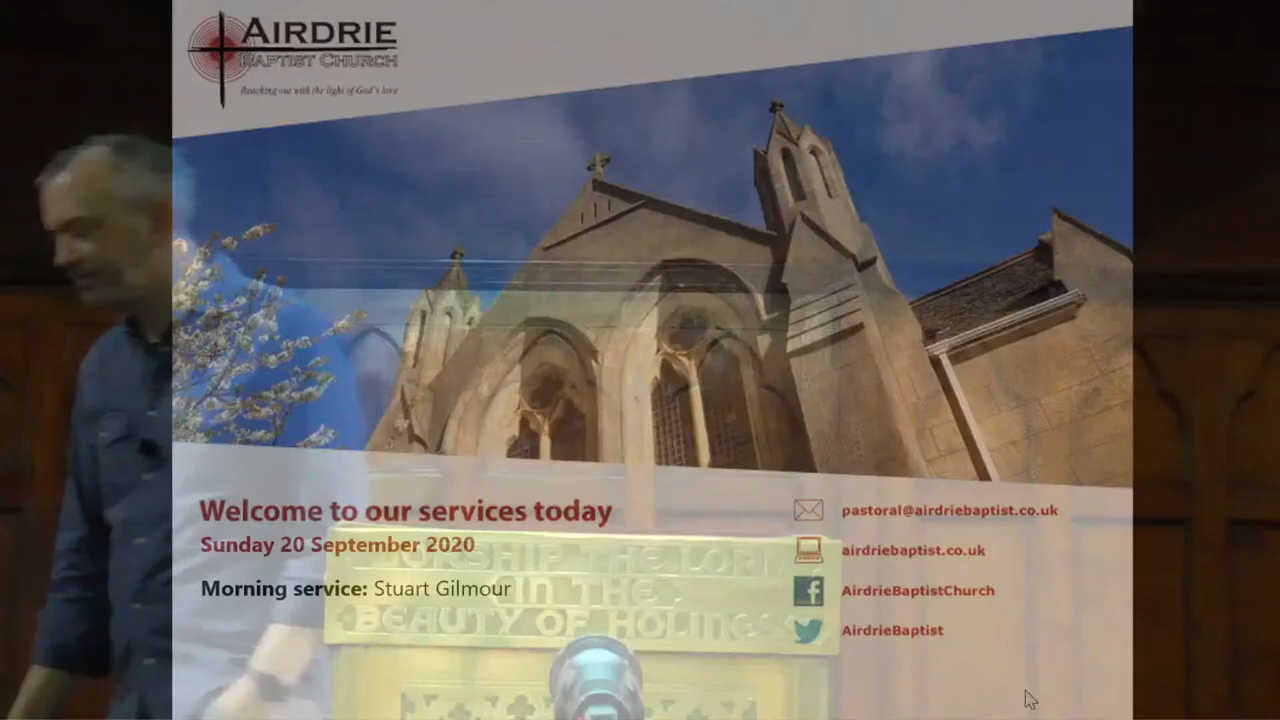 AIRDRIE
BAPTIST CHURCH
Reaching out with the light of God's love
Welcome to our services today
Sunday 20 September 2020
Morning service: Stuart Gilmour
pastoral@airdriebaptist.co.uk
airdriebaptist.co.uk
AirdrieBaptistChurch
AirdrieBaptist
WORSHIP THE LORD
IN THE
BEAUTY OF HOLINESS